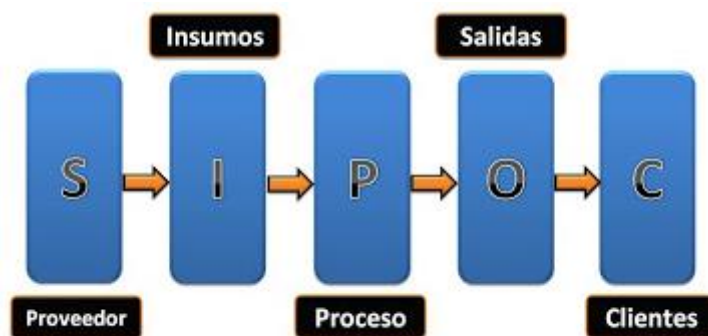 Insumos Salidas
S I P O C
Proveedor Proceso Clientes